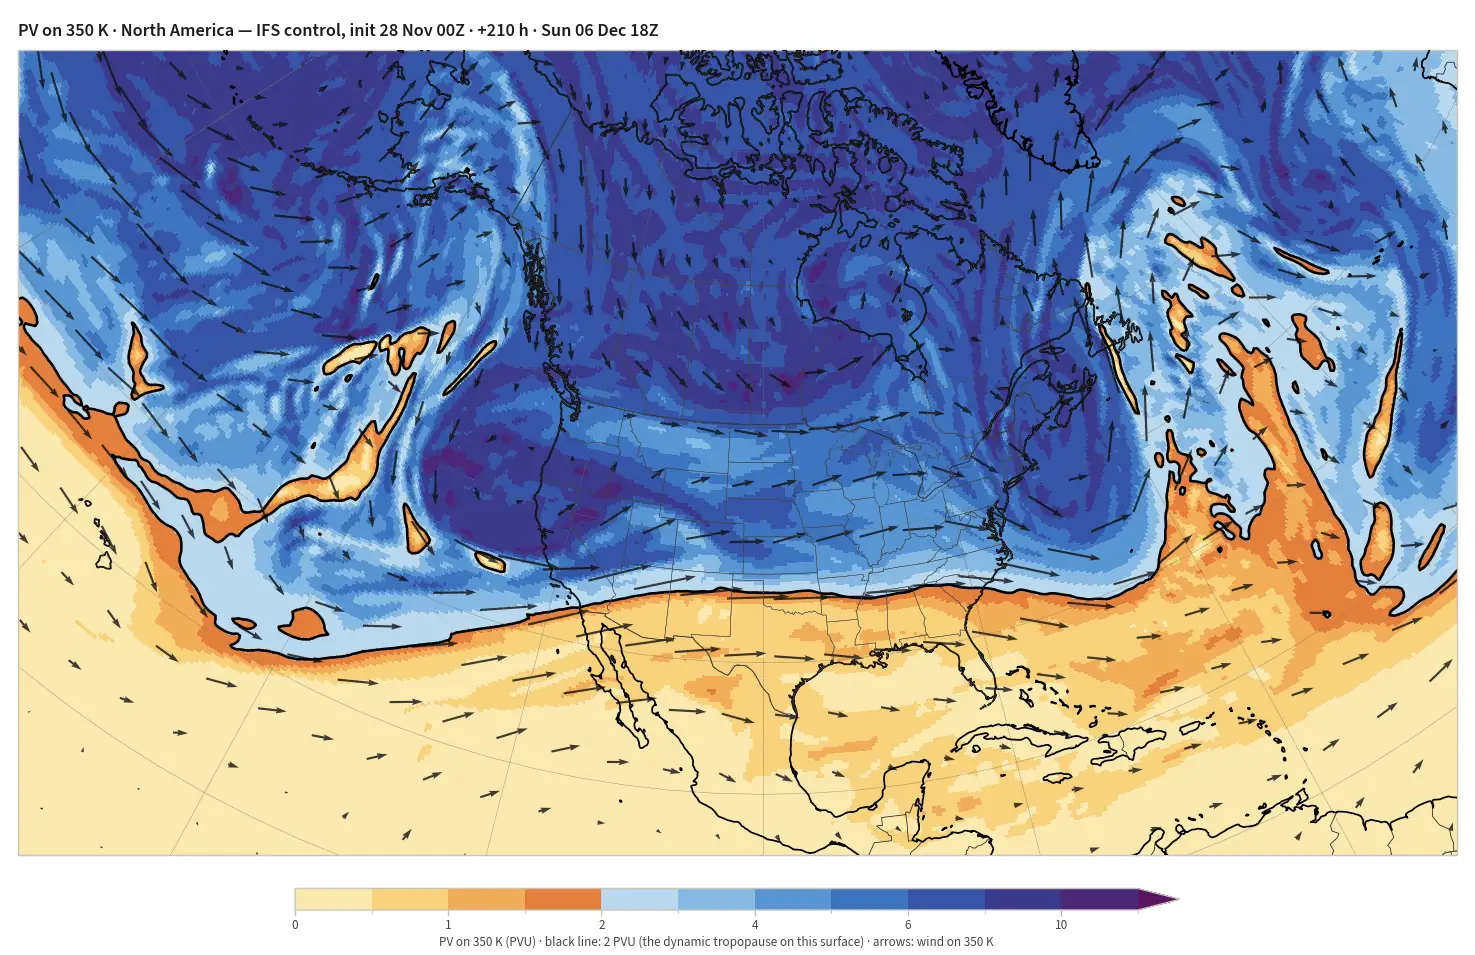 PV on 350 K · North America — IFS control, init 28 Nov 00Z · +210 h · Sun 06 Dec 18Z
0 1 2 4 6 10
PV on 350 K (PVU) · black line: 2 PVU (the dynamic tropopause on this surface) · arrows: wind on 350 K